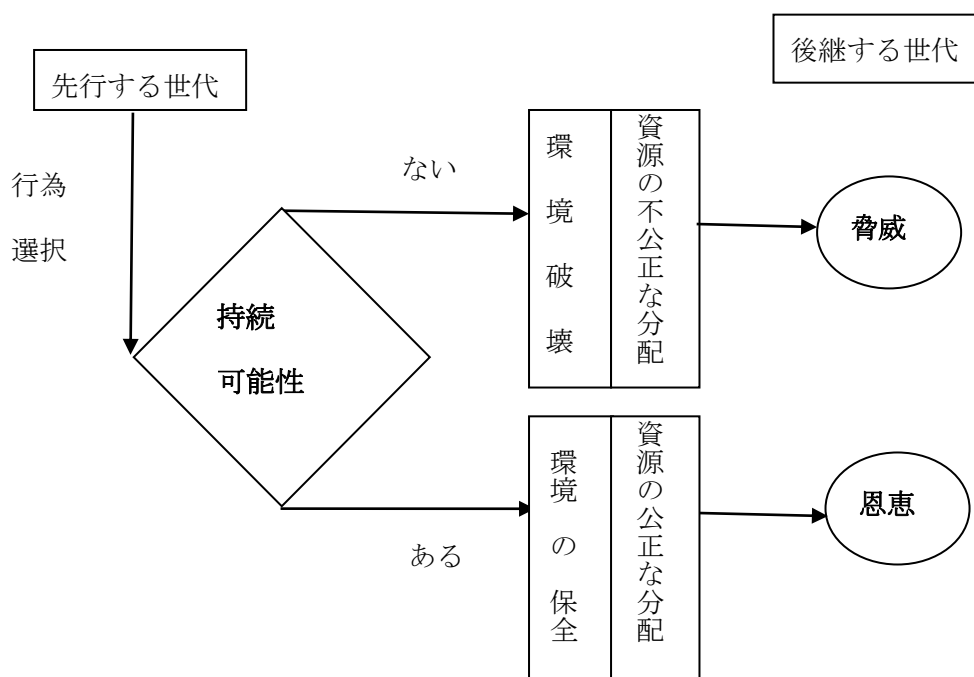 後継する世代
先行する世代
行為
選択
ない
持続
可能性
環境破壊
資源の不公正な分配
脅威
ある
環境の保全
資源の公正な分配
恩恵